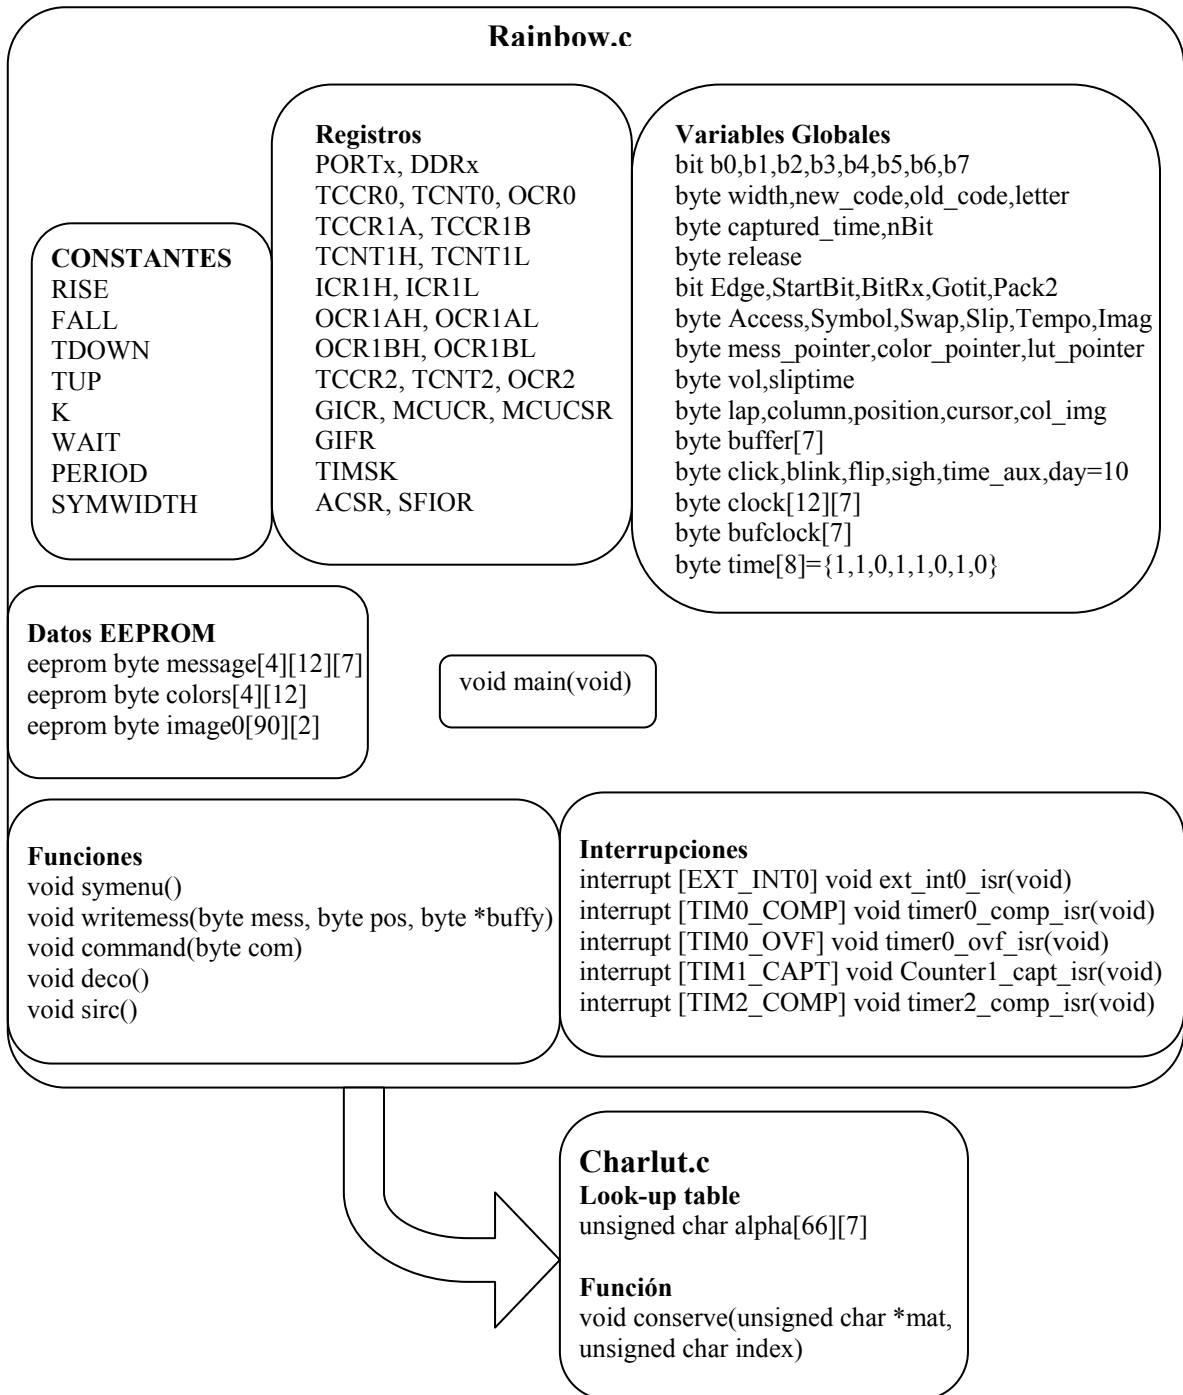 Rainbow.c
CONSTANTES
RISE
FALL
TDOWN
TUP
K
WAIT
PERIOD
SYMWIDTH
Registros
PORTx, DDRx
TCCR0, TCNT0, OCR0
TCCR1A, TCCR1B
TCNT1H, TCNT1L
ICR1H, ICR1L
OCR1AH, OCR1AL
OCR1BH, OCR1BL
TCCR2, TCNT2, OCR2
GICR, MCUCR, MCUCSR
GIFR
TIMSK
ACSR, SFIOR
Variables Globales
bit b0,b1,b2,b3,b4,b5,b6,b7
byte width,new_code,old_code,letter
byte captured_time,nBit
byte release
bit Edge,StartBit,BitRx,Gotit,Pack2
byte Access,Symbol,Swap,Slip,Tempo,Imag
byte mess_pointer,color_pointer,lut_pointer
byte vol,sliptime
byte lap,column,position,cursor,col_img
byte buffer[7]
byte click,blink,flip,sigh,time_aux,day=10
byte clock[12][7]
byte bufclock[7]
byte time[8]={1,1,0,1,1,0,1,0}
Datos EEPROM
eeprom byte message[4][12][7]
eeprom byte colors[4][12]
eeprom byte image0[90][2]
void main(void)
Funciones
void symenu()
void writemess(byte mess, byte pos, byte *buffy)
void command(byte com)
void deco()
void sirc()
Interrupciones
interrupt [EXT_INT0] void ext_int0_isr(void)
interrupt [TIM0_COMP] void timer0_comp_isr(void)
interrupt [TIM0_OVF] void timer0_ovf_isr(void)
interrupt [TIM1_CAPT] void Counter1_capt_isr(void)
interrupt [TIM2_COMP] void timer2_comp_isr(void)
Charlut.c
Look-up table
unsigned char alpha[66][7]
Función
void conserve(unsigned char *mat,
unsigned char index)